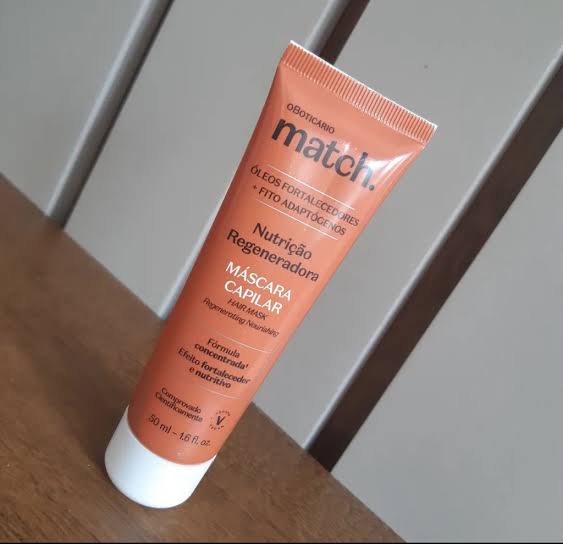 oBOTICÁRIO
match.
ÓLEOS FORTALECEDORES
+ FITO ADAPTÓGENOS
Nutrição
Regeneradora
MÁSCARA
CAPILAR
HAIR MASK
Regenerating Nourishing
Fórmula
concentrada¹
Efeito fortalecedor
e nutritivo
Comprovado
Cientificamente
V
50 ml - 1.6 fl. oz.